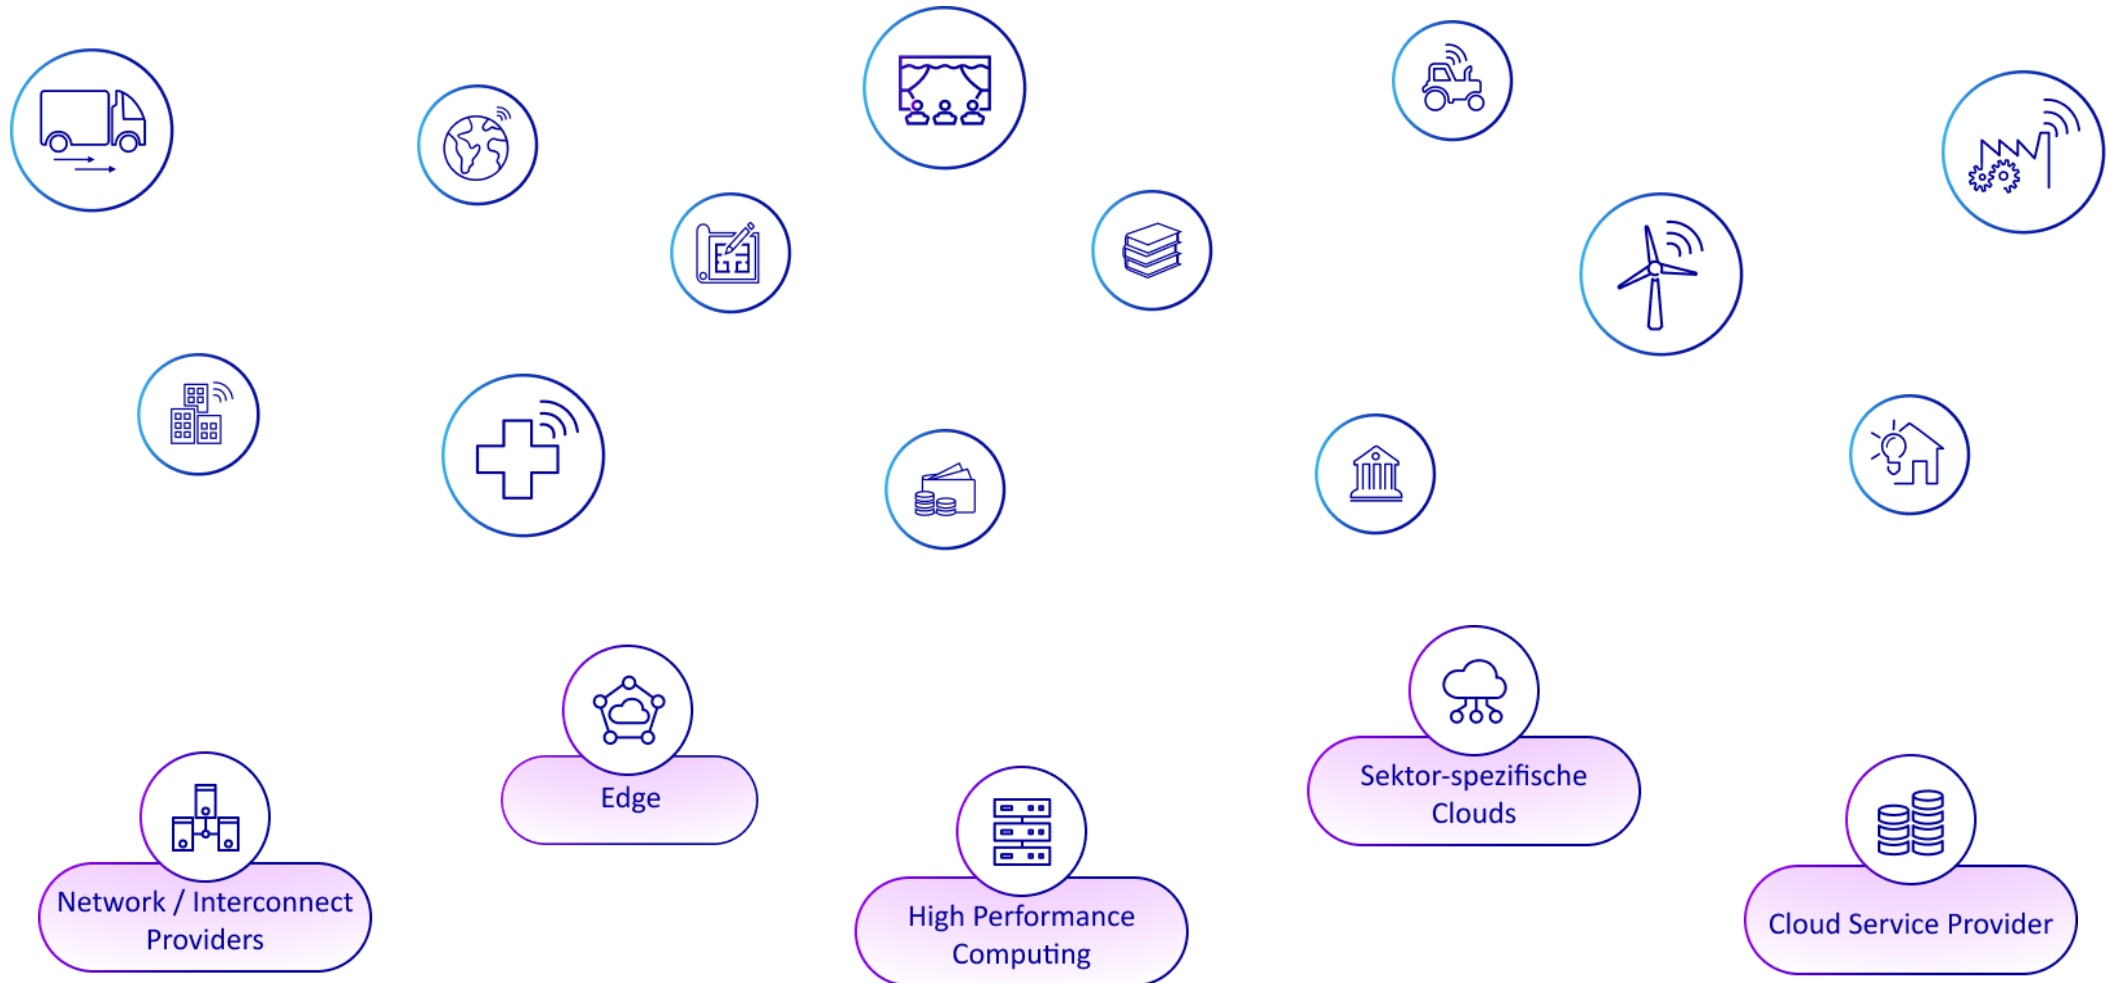 Edge
Sektor-spezifische
Clouds
Network / Interconnect
Providers
High Performance
Computing
Cloud Service Provider